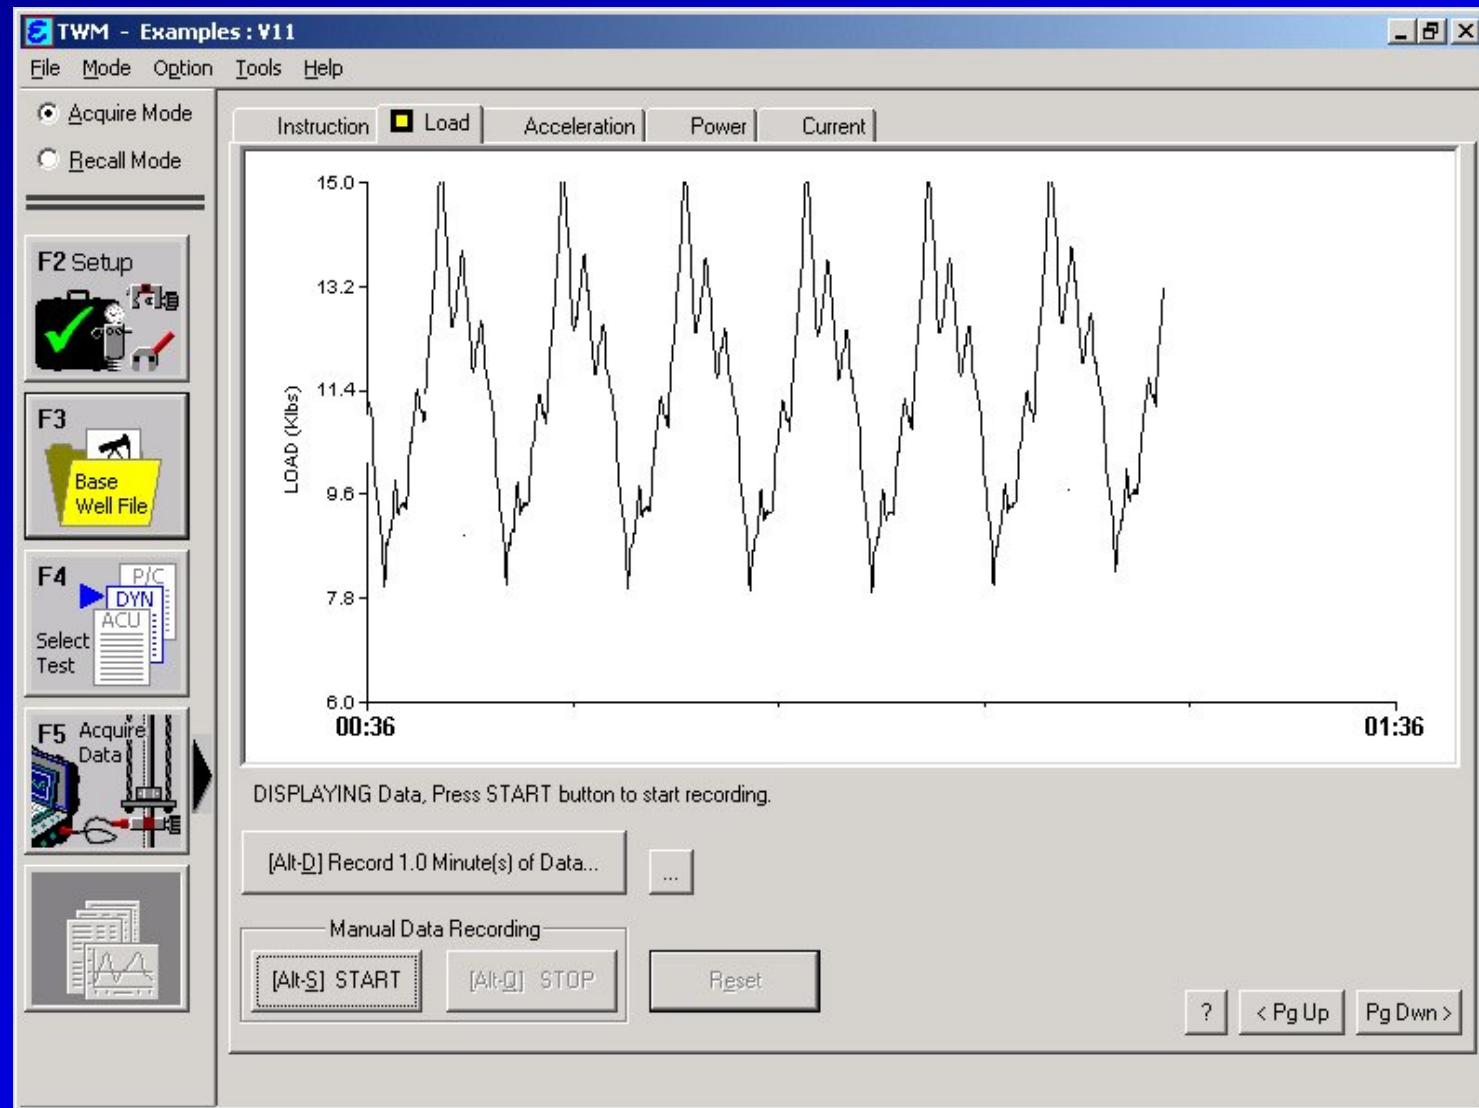 TWM - Examples : V11
File Mode Option Tools Help
Acquire Mode
Recall Mode
F2 Setup
F3
Base
Well File
F4
P/C
DYN
ACU
Select
Test
F5 Acquire
Data
Instruction Load Acceleration Power Current
15.0
13.2
11.4
9.6
7.8
6.0
LOAD (Klbs)
00:36 01:36
DISPLAYING Data, Press START button to start recording.
[Alt-D] Record 1.0 Minute(s) of Data...
...
Manual Data Recording
[Alt-S] START
[Alt-Q] STOP
Reset
?
< Pg Up
Pg Dwn >